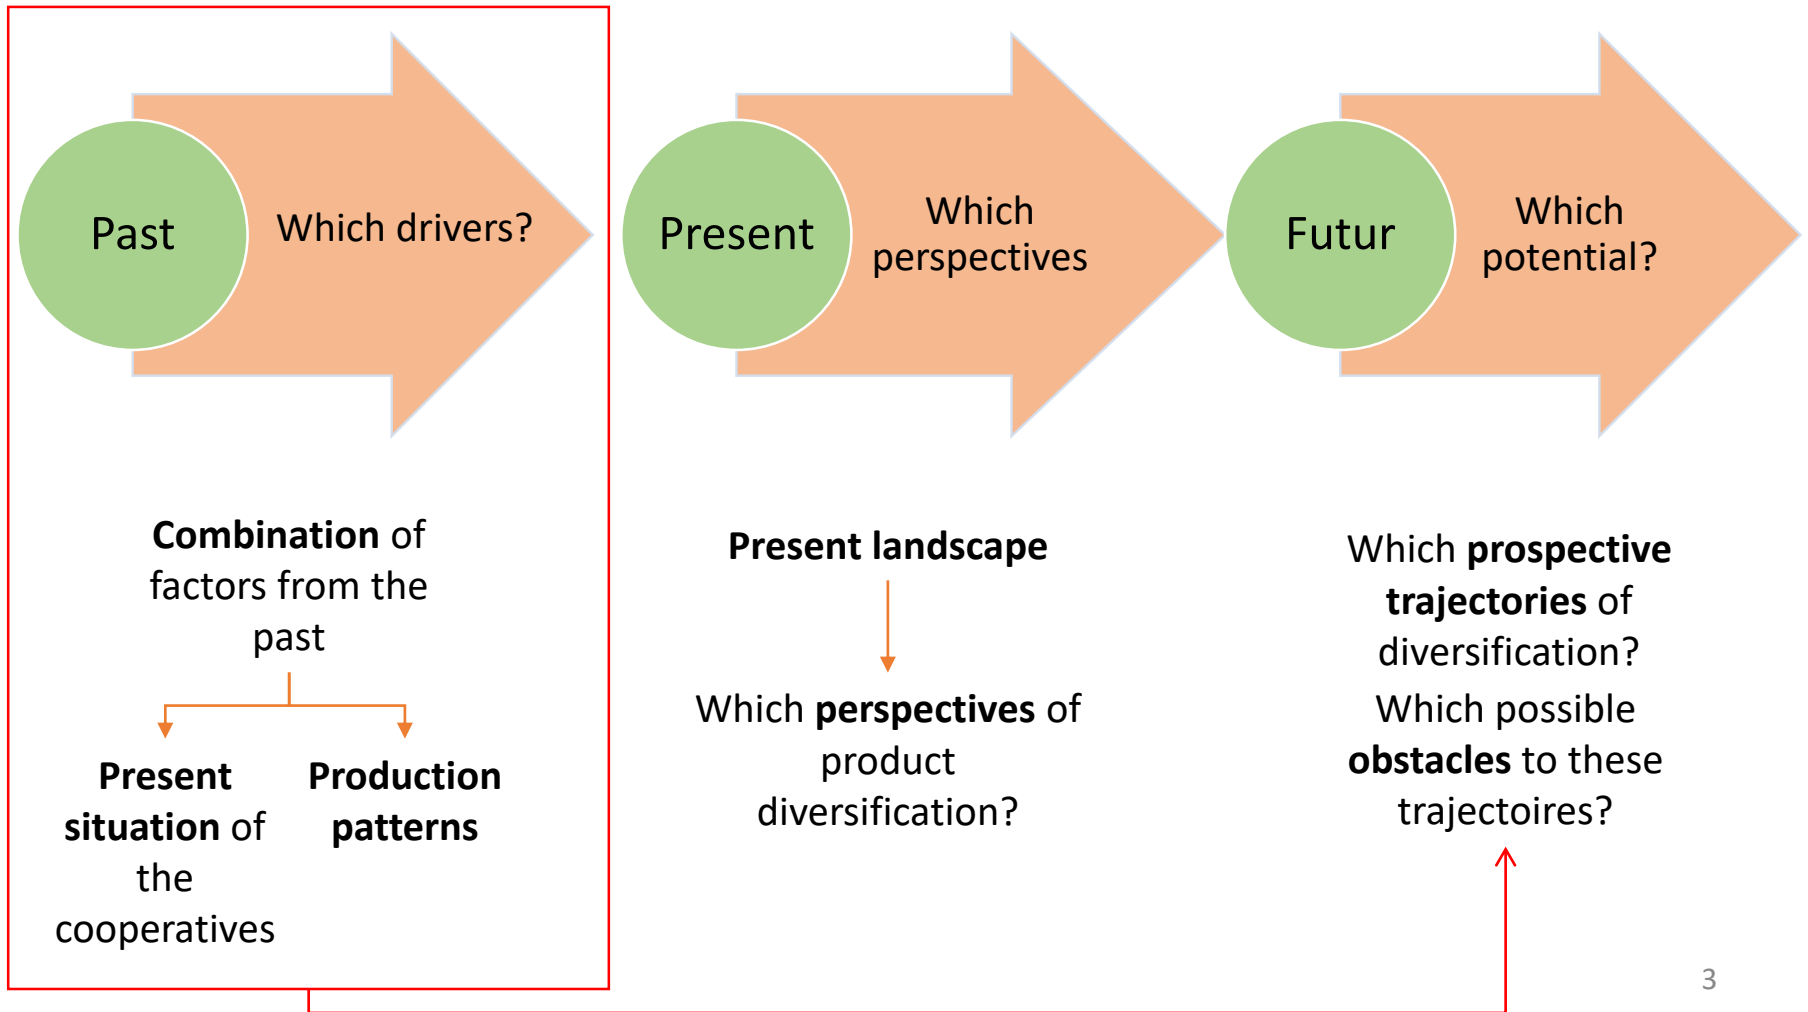 Past
Which drivers?
Present
Which
perspectives
Futur
Which
potential?
Combination of
factors from the
past
Present
situation of
the
cooperatives
Production
patterns
Present landscape
Which perspectives of
product
diversification?
Which prospective
trajectories of
diversification?
Which possible
obstacles to these
trajectoires?
3